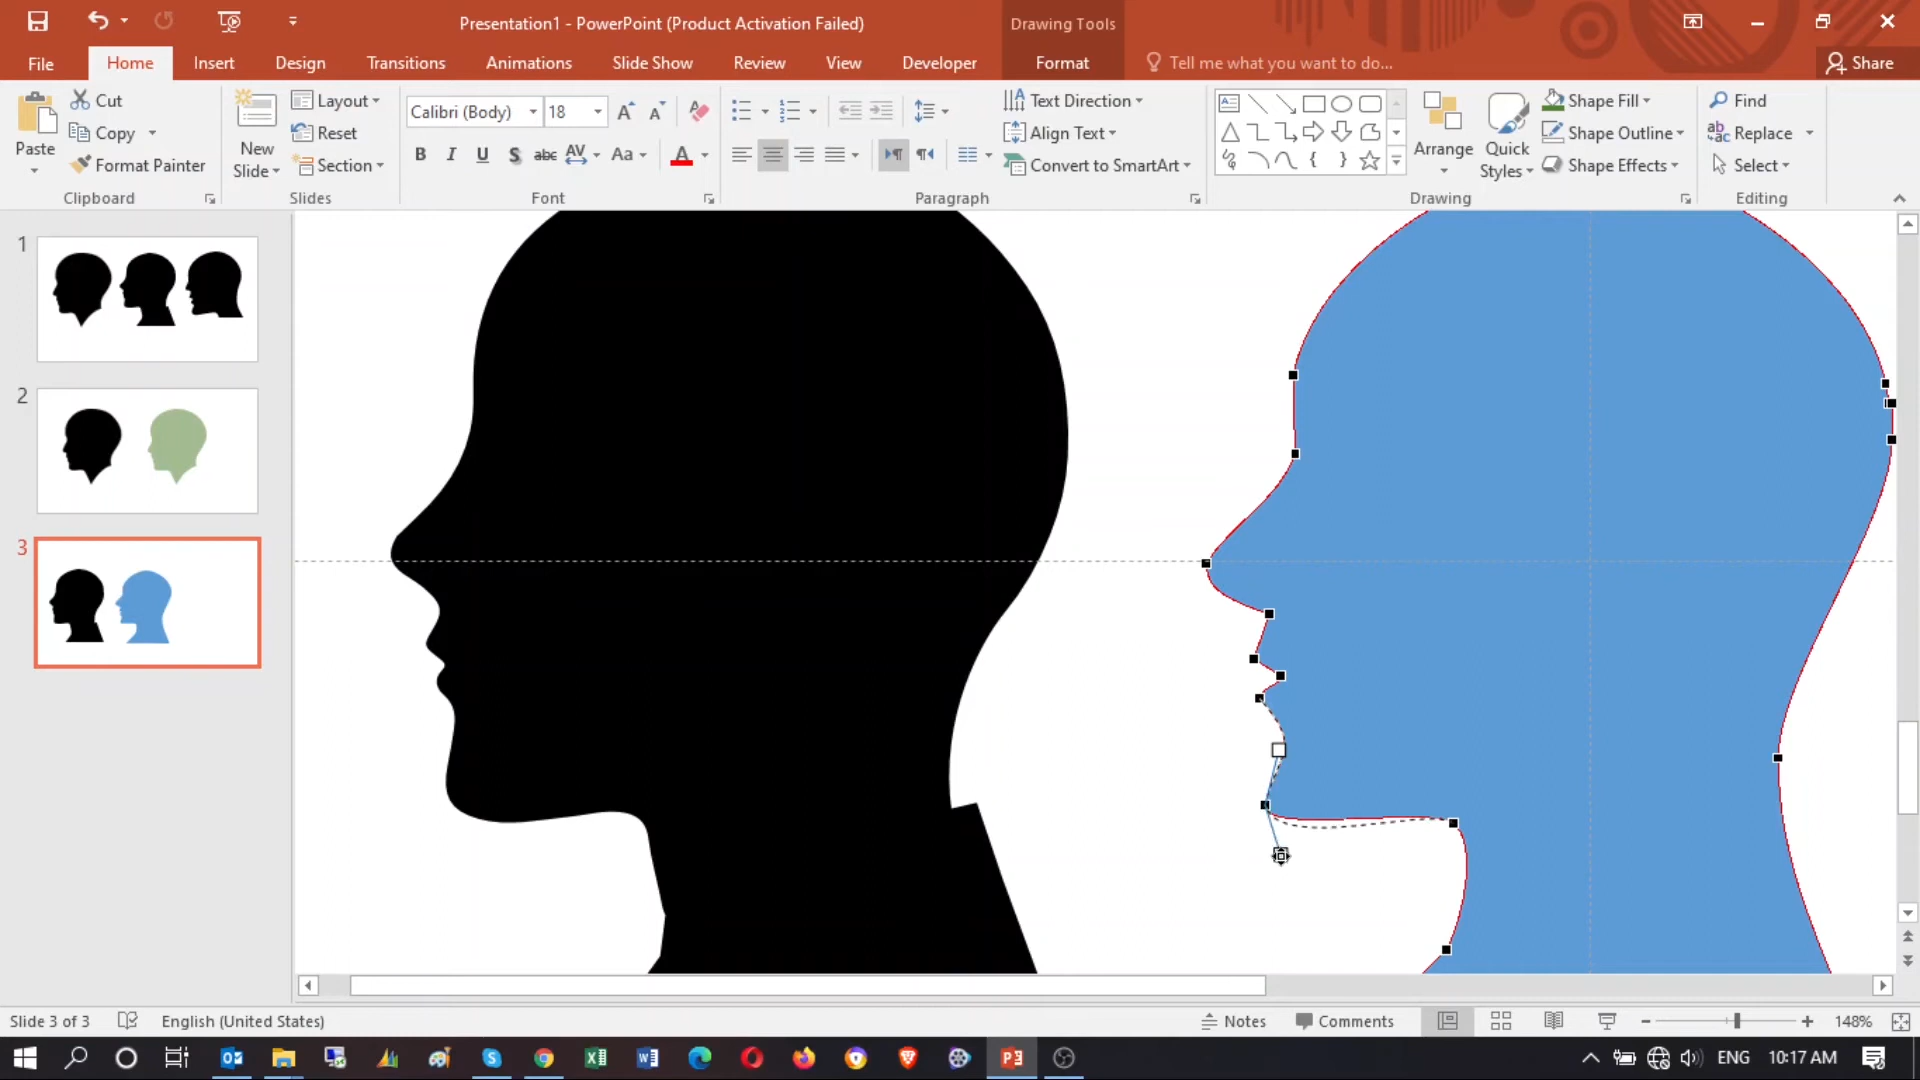 Presentation1 - PowerPoint (Product Activation Failed)
Drawing Tools
File
Home
Insert
Design
Transitions
Animations
Slide Show
Review
View
Developer
Format
Tell me what you want to do...
Share
Paste
Cut
Copy
Format Painter
Clipboard
New
Slide
Layout
Reset
Section
Slides
Calibri (Body)
18
B I U S abc AV Aa A
Font
Text Direction
Align Text
Convert to SmartArt
Paragraph
Arrange
Quick
Styles
Shape Fill
Shape Outline
Shape Effects
Drawing
Find
Replace
Select
Editing
1
2
3
Slide 3 of 3
English (United States)
Notes
Comments
148%
ENG
10:17 AM